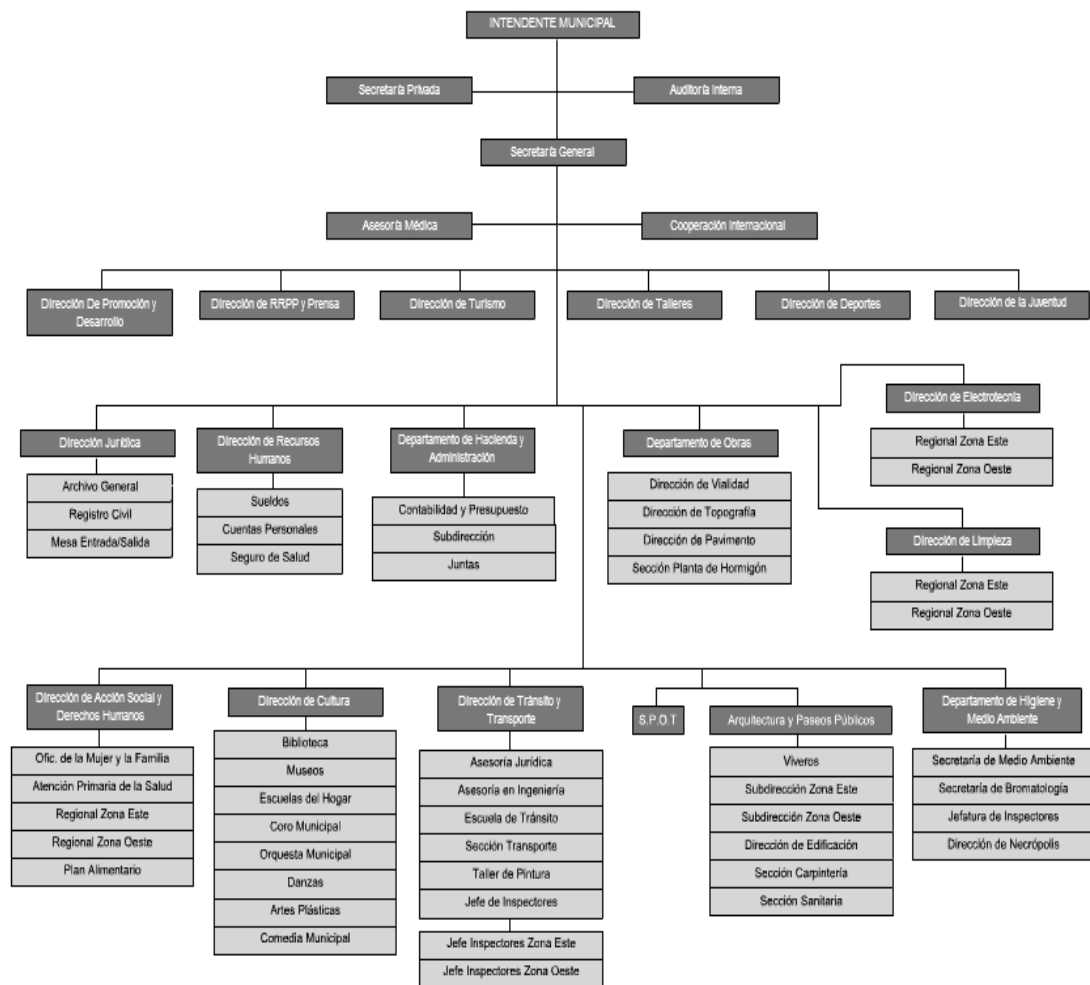 INTENDENTE MUNICIPAL
Secretaría Privada
Auditoría Interna
Secretaría General
Asesoría Médica
Cooperación Internacional
Dirección De Promoción y
Desarrollo
Dirección de RRPP y Prensa
Dirección de Turismo
Dirección de Talleres
Dirección de Deportes
Dirección de la Juventud
Dirección de Electrotecnia
Regional Zona Este
Regional Zona Oeste
Dirección Jurídica
Archivo General
Registro Civil
Mesa Entrada/Salida
Dirección de Recursos
Humanos
Sueldos
Cuentas Personales
Seguro de Salud
Departamento de Hacienda y
Administración
Contabilidad y Presupuesto
Subdirección
Juntas
Departamento de Obras
Dirección de Vialidad
Dirección de Topografía
Dirección de Pavimento
Sección Planta de Hormigón
Dirección de Limpieza
Regional Zona Este
Regional Zona Oeste
Dirección de Acción Social y
Derechos Humanos
Ofic. de la Mujer y la Familia
Atención Primaria de la Salud
Regional Zona Este
Regional Zona Oeste
Plan Alimentario
Dirección de Cultura
Biblioteca
Museos
Escuelas del Hogar
Coro Municipal
Orquesta Municipal
Danzas
Artes Plásticas
Comedia Municipal
Dirección de Tránsito y
Transporte
Asesoría Jurídica
Asesoría en Ingeniería
Escuela de Tránsito
Sección Transporte
Taller de Pintura
Jefe de Inspectores
Jefe Inspectores Zona Este
Jefe Inspectores Zona Oeste
S.P.O.T
Arquitectura y Paseos Públicos
Viveros
Subdirección Zona Este
Subdirección Zona Oeste
Dirección de Edificación
Sección Carpintería
Sección Sanitaria
Departamento de Higiene y
Medio Ambiente
Secretaría de Medio Ambiente
Secretaría de Bromatología
Jefatura de Inspectores
Dirección de Necrópolis